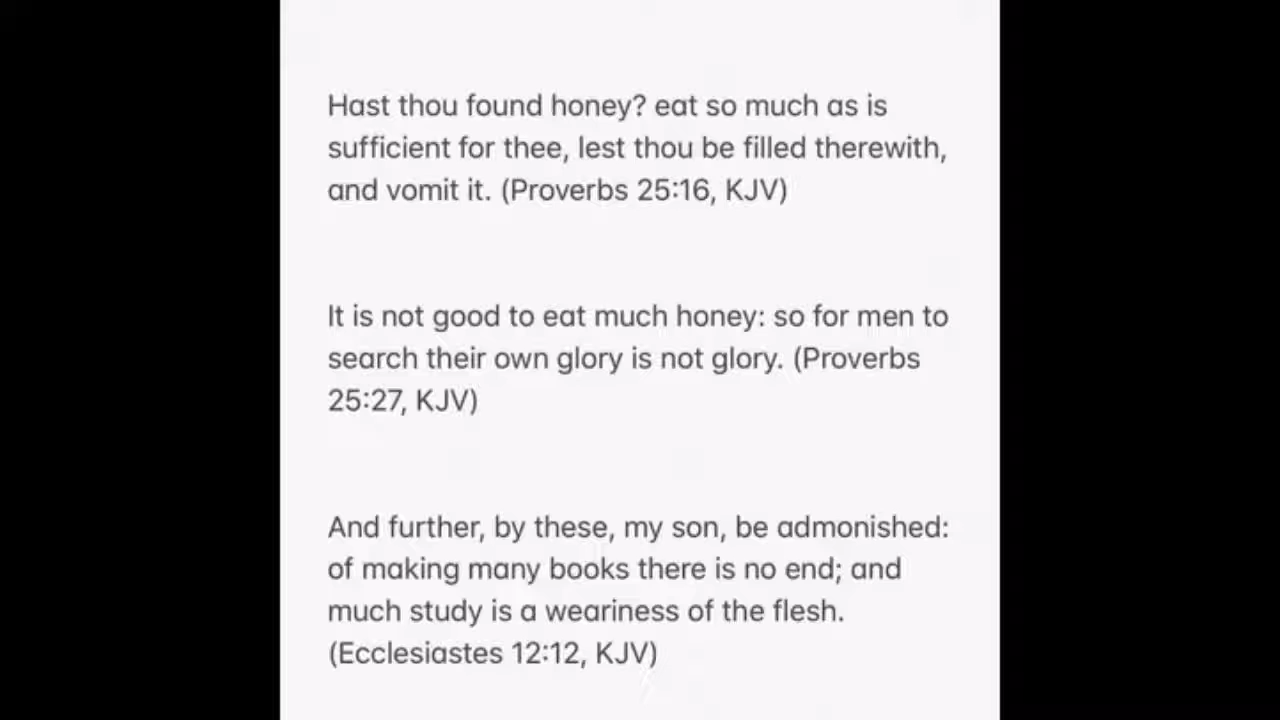 Hast thou found honey? eat so much as is
sufficient for thee, lest thou be filled therewith,
and vomit it. (Proverbs 25:16, KJV)
It is not good to eat much honey: so for men to
search their own glory is not glory. (Proverbs
25:27, KJV)
And further, by these, my son, be admonished:
of making many books there is no end; and
much study is a weariness of the flesh.
(Ecclesiastes 12:12, KJV)